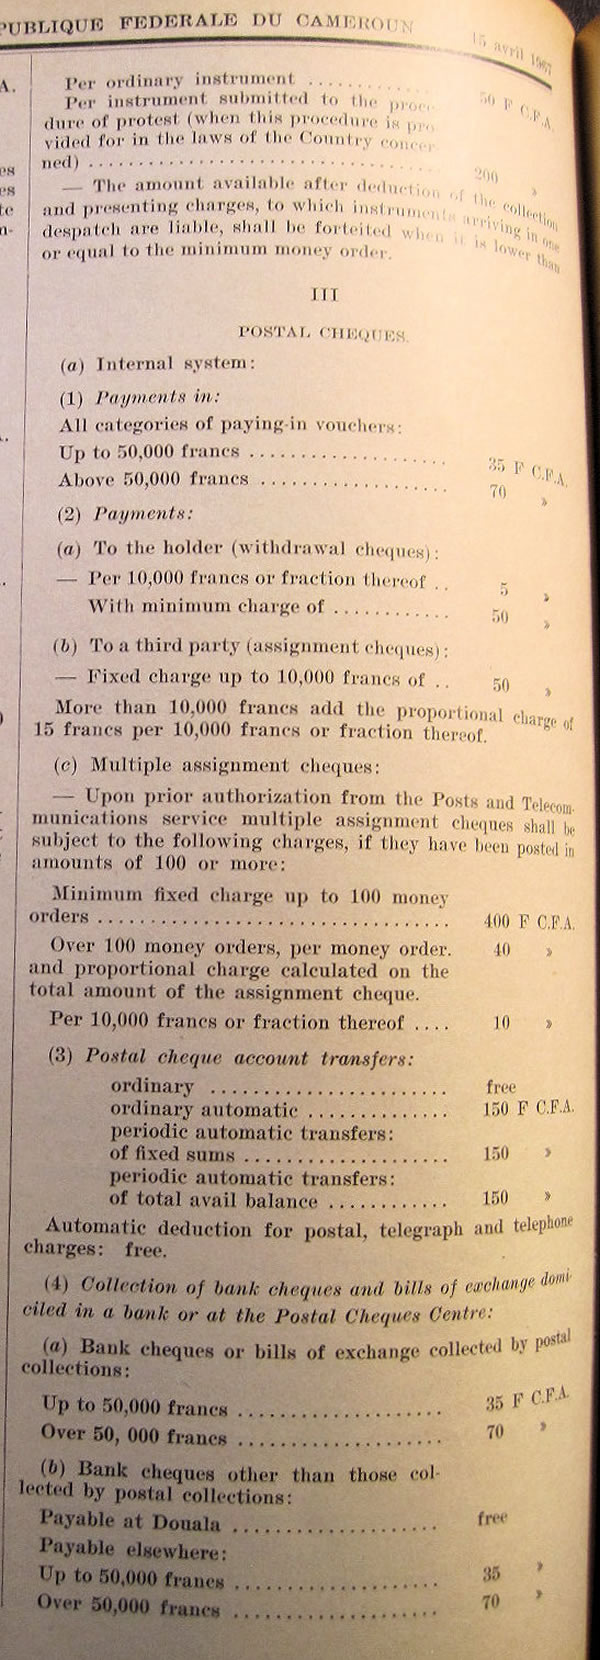 PUBLIQUE FEDERALE DU CAMEROUN 15 avril 1967
A.
Per ordinary instrument .............. 50 F C.F.A.
Per instrument submitted to the proce-
dure of protest (when this procedure is pro
vided for in the laws of the Country concer-
ned) .................................. 200 »
— The amount available after deduction of the collection
and presenting charges, to which instruments arriving in one
despatch are liable, shall be forteited when it is lower than
or equal to the minimum money order.
III
POSTAL CHEQUES.
(a) Internal system:
(1) Payments in:
All categories of paying-in vouchers:
Up to 50,000 francs .................... 35 F C.F.A.
Above 50,000 francs ................... 70 »
(2) Payments:
(a) To the holder (withdrawal cheques):
— Per 10,000 francs or fraction thereof .. 5 »
With minimum charge of ............ 50 »
(b) To a third party (assignment cheques):
— Fixed charge up to 10,000 francs of .. 50 »
More than 10,000 francs add the proportional charge of
15 francs per 10,000 francs or fraction thereof.
(c) Multiple assignment cheques:
— Upon prior authorization from the Posts and Telecom-
munications service multiple assignment cheques shall be
subject to the following charges, if they have been posted in
amounts of 100 or more:
Minimum fixed charge up to 100 money
orders ................................. 400 F C.F.A.
Over 100 money orders, per money order. 40 »
and proportional charge calculated on the
total amount of the assignment cheque.
Per 10,000 francs or fraction thereof .... 10 »
(3) Postal cheque account transfers:
ordinary ........................ free
ordinary automatic .............. 150 F C.F.A.
periodic automatic transfers:
of fixed sums .................... 150 »
periodic automatic transfers:
of total avail balance ............ 150 »
Automatic deduction for postal, telegraph and telephone
charges: free.
(4) Collection of bank cheques and bills of exchange domi-
ciled in a bank or at the Postal Cheques Centre:
(a) Bank cheques or bills of exchange collected by postal
collections:
Up to 50,000 francs .................... 35 F C.F.A.
Over 50, 000 francs .................... 70 »
(b) Bank cheques other than those col-
lected by postal collections:
Payable at Douala .................... free
Payable elsewhere:
Up to 50,000 francs .................... 35 »
Over 50,000 francs .................... 70 »